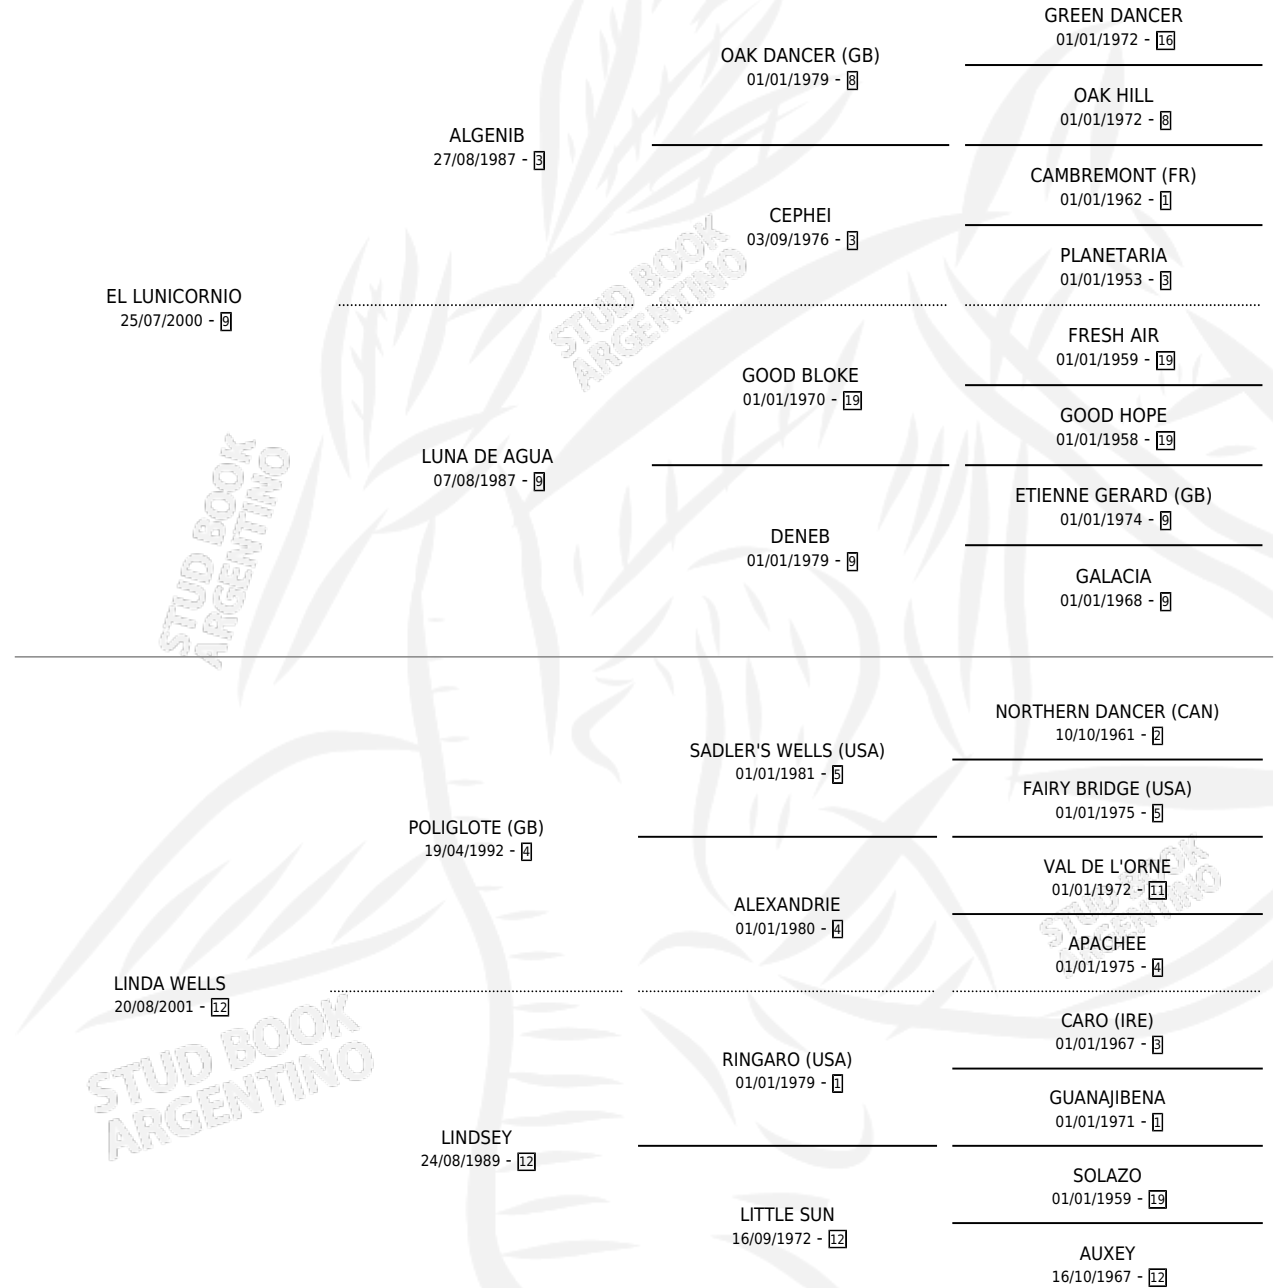 GREEN DANCER
01/01/1972 - 16
OAK DANCER (GB)
01/01/1979 - 8
OAK HILL
01/01/1972 - 8
ALGENIB
27/08/1987 - 3
CAMBREMONT (FR)
01/01/1962 - 1
CEPHEI
03/09/1976 - 3
PLANETARIA
01/01/1953 - 3
EL LUNICORNIO
25/07/2000 - 9
FRESH AIR
01/01/1959 - 19
GOOD BLOKE
01/01/1970 - 19
GOOD HOPE
01/01/1958 - 19
LUNA DE AGUA
07/08/1987 - 9
ETIENNE GERARD (GB)
01/01/1974 - 9
DENEB
01/01/1979 - 9
GALACIA
01/01/1968 - 9
STUD BOOK
ARGENTINO
STUD BOOK
ARGENTINO
NORTHERN DANCER (CAN)
10/10/1961 - 2
SADLER'S WELLS (USA)
01/01/1981 - 5
FAIRY BRIDGE (USA)
01/01/1975 - 5
POLIGLOTE (GB)
19/04/1992 - 4
VAL DE L'ORNE
01/01/1972 - 11
ALEXANDRIE
01/01/1980 - 4
APACHEE
01/01/1975 - 4
LINDA WELLS
20/08/2001 - 12
CARO (IRE)
01/01/1967 - 3
RINGARO (USA)
01/01/1979 - 1
GUANAJIBENA
01/01/1971 - 1
LINDSEY
24/08/1989 - 12
SOLAZO
01/01/1959 - 19
LITTLE SUN
16/09/1972 - 12
AUXEY
16/10/1967 - 12
STUD BOOK
ARGENTINO
STUD BOOK
ARGENTINO